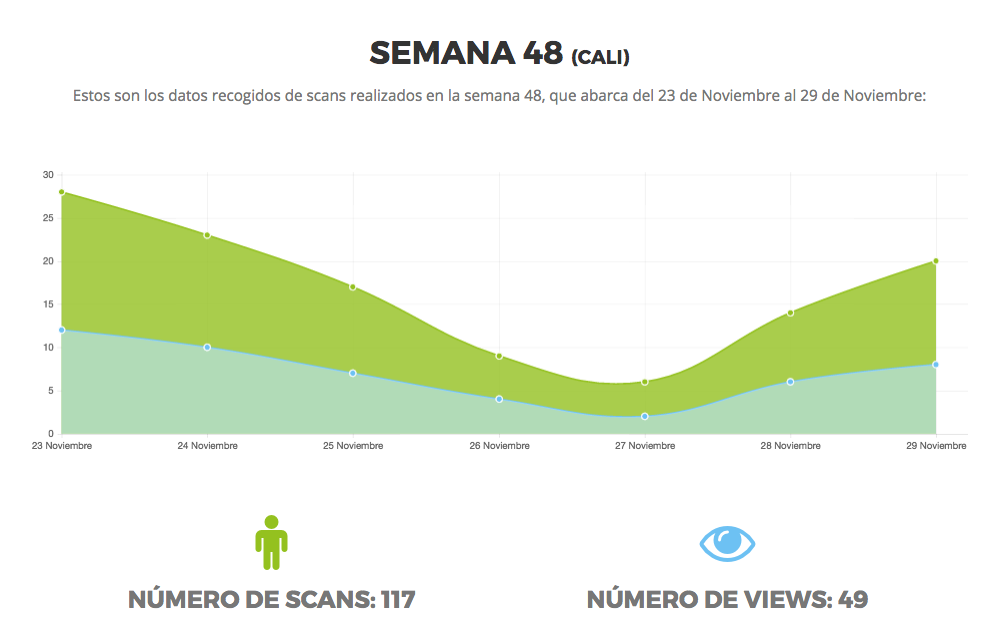 SEMANA 48 (CALI)
Estos son los datos recogidos de scans realizados en la semana 48, que abarca del 23 de Noviembre al 29 de Noviembre:
30
25
20
15
10
5
0
23 Noviembre 24 Noviembre 25 Noviembre 26 Noviembre 27 Noviembre 28 Noviembre 29 Noviembre
NÚMERO DE SCANS: 117 NÚMERO DE VIEWS: 49